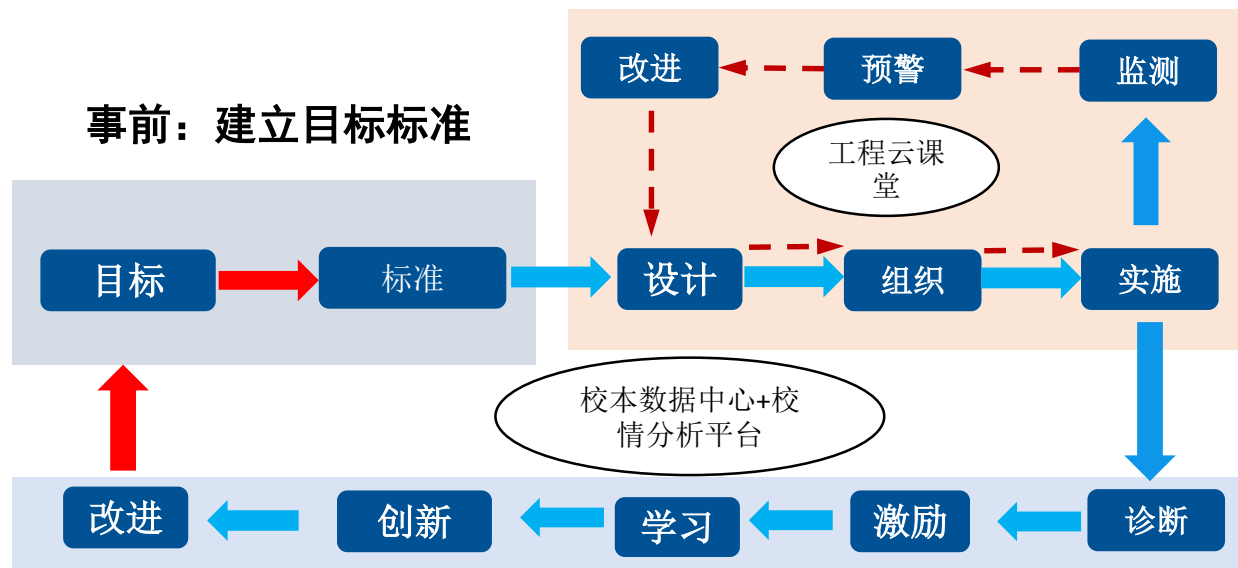 改进
预警
监测
事前：建立目标标准
工程云课
堂
目标
标准
设计
组织
实施
校本数据中心+校
情分析平台
改进
创新
学习
激励
诊断